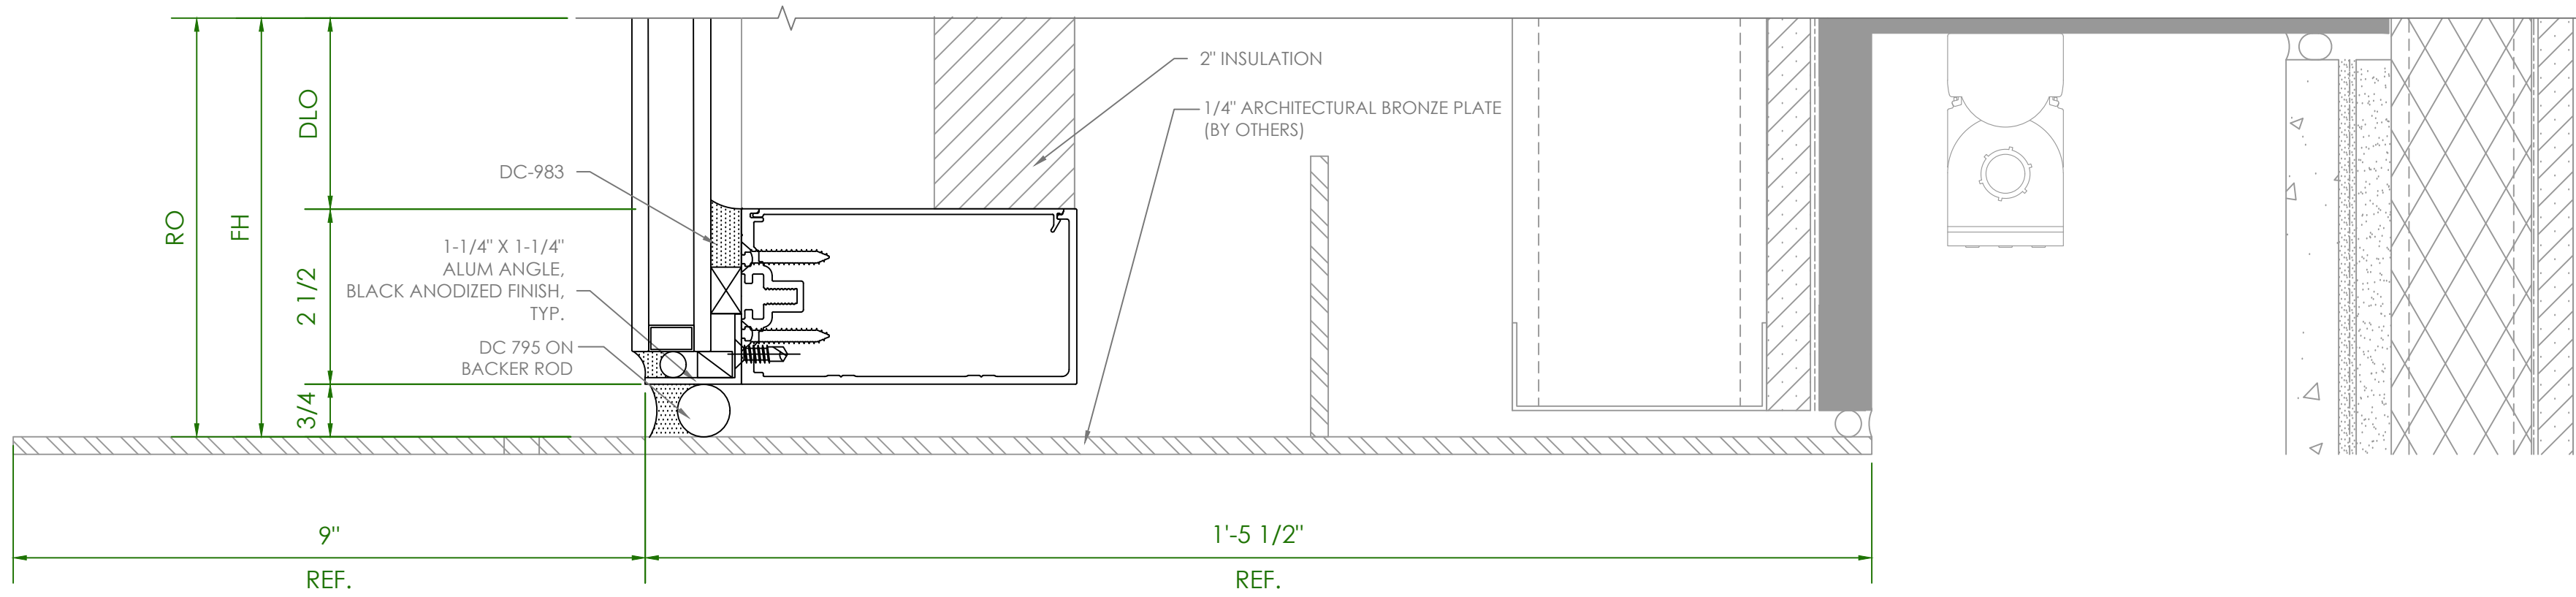 2" INSULATION
1/4" ARCHITECTURAL BRONZE PLATE
(BY OTHERS)
DLO
DC-983
RO
FH
1-1/4" X 1-1/4"
ALUM ANGLE,
BLACK ANODIZED FINISH,
TYP.
2 1/2
DC 795 ON
BACKER ROD
3/4
9"
REF.
1'-5 1/2"
REF.